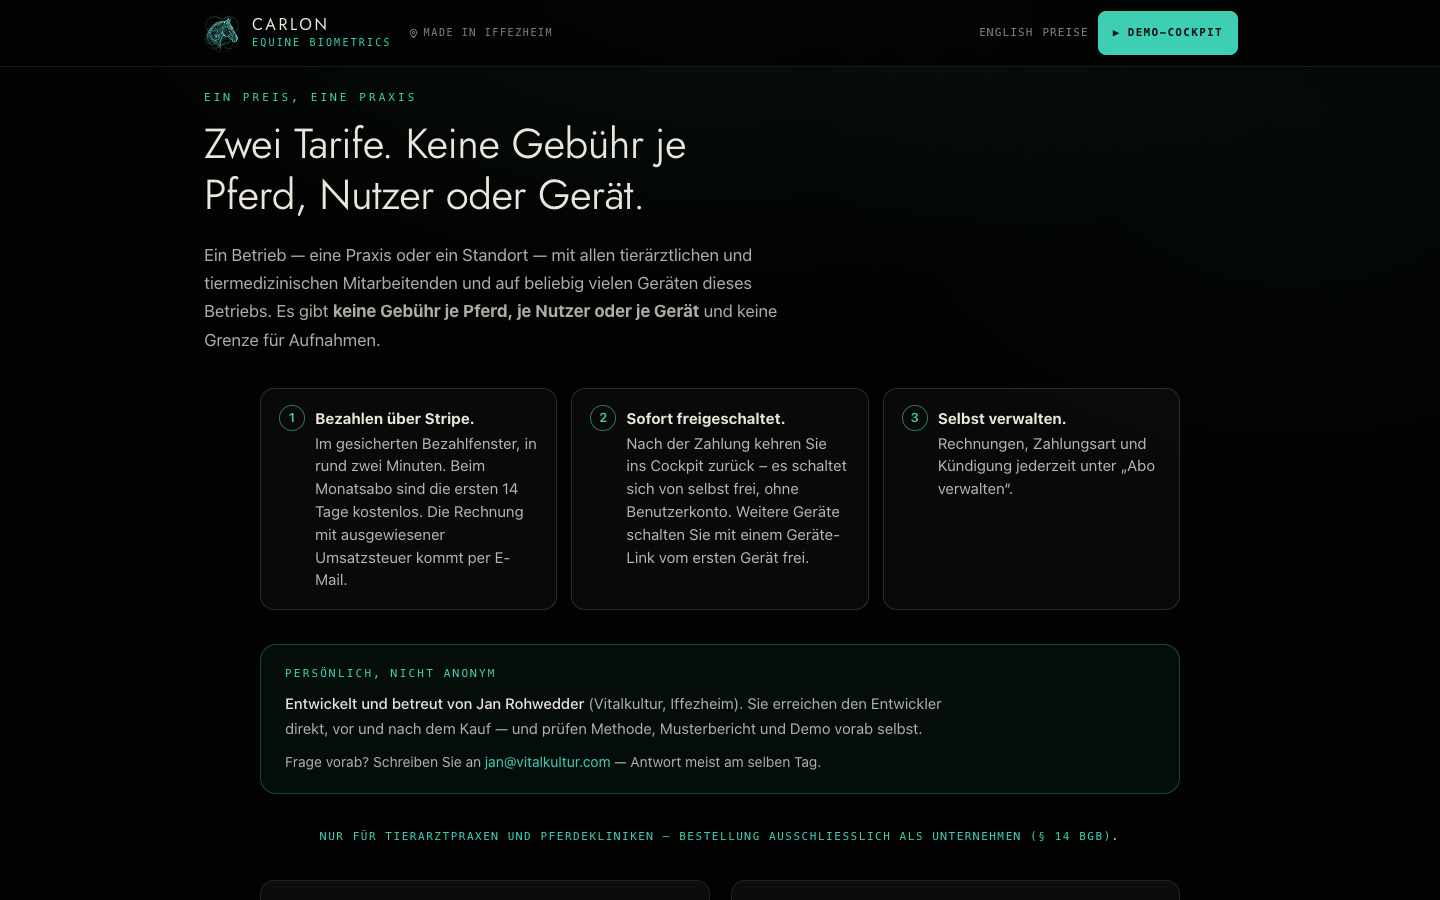 CARLON
EQUINE BIOMETRICS
MADE IN IFFEZHEIM
ENGLISH PREISE
▶ DEMO–COCKPIT
EIN PREIS, EINE PRAXIS
Zwei Tarife. Keine Gebühr je
Pferd, Nutzer oder Gerät.
Ein Betrieb — eine Praxis oder ein Standort — mit allen tierärztlichen und
tiermedizinischen Mitarbeitenden und auf beliebig vielen Geräten dieses
Betriebs. Es gibt keine Gebühr je Pferd, je Nutzer oder je Gerät und keine
Grenze für Aufnahmen.
1
Bezahlen über Stripe.
Im gesicherten Bezahlfenster, in
rund zwei Minuten. Beim
Monatsabo sind die ersten 14
Tage kostenlos. Die Rechnung
mit ausgewiesener
Umsatzsteuer kommt per E-
Mail.
2
Sofort freigeschaltet.
Nach der Zahlung kehren Sie
ins Cockpit zurück – es schaltet
sich von selbst frei, ohne
Benutzerkonto. Weitere Geräte
schalten Sie mit einem Geräte-
Link vom ersten Gerät frei.
3
Selbst verwalten.
Rechnungen, Zahlungsart und
Kündigung jederzeit unter „Abo
verwalten“.
PERSÖNLICH, NICHT ANONYM
Entwickelt und betreut von Jan Rohwedder (Vitalkultur, Iffezheim). Sie erreichen den Entwickler
direkt, vor und nach dem Kauf — und prüfen Methode, Musterbericht und Demo vorab selbst.
Frage vorab? Schreiben Sie an jan@vitalkultur.com — Antwort meist am selben Tag.
NUR FÜR TIERARZTPRAXEN UND PFERDEKLINIKEN — BESTELLUNG AUSSCHLIESSLICH ALS UNTERNEHMEN (§ 14 BGB).